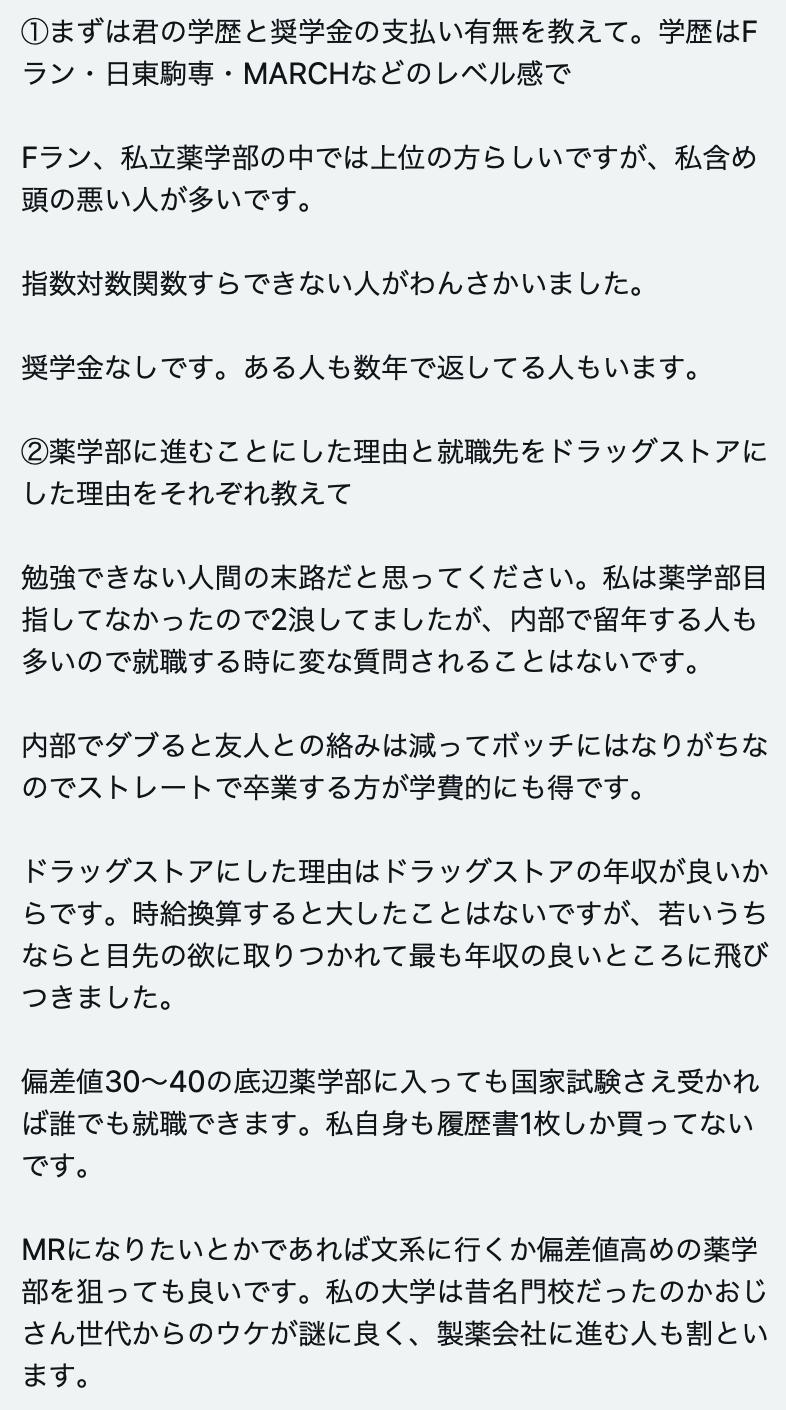 ①まずは君の学歴と奨学金の支払い有無を教えて。学歴はF
ラン・日東駒専・MARCHなどのレベル感で
Fラン、私立薬学部の中では上位の方らしいですが、私含め
頭の悪い人が多いです。
指数対数関数すらできない人がわんさかいました。
奨学金なしです。ある人も数年で返してる人もいます。
②薬学部に進むことにした理由と就職先をドラッグストアに
した理由をそれぞれ教えて
勉強できない人間の末路だと思ってください。私は薬学部目
指してなかったので2浪してましたが、内部で留年する人も
多いので就職する時に変な質問されることはないです。
内部でダブると友人との絡みは減ってボッチにはなりがちな
のでストレートで卒業する方が学費的にも得です。
ドラッグストアにした理由はドラッグストアの年収が良いか
らです。時給換算すると大したことはないですが、若いうち
ならと目先の欲に取りつかれて最も年収の良いところに飛び
つきました。
偏差値30〜40の底辺薬学部に入っても国家試験さえ受かれ
ば誰でも就職できます。私自身も履歴書1枚しか買ってない
です。
MRになりたいとかであれば文系に行くか偏差値高めの薬学
部を狙っても良いです。私の大学は昔名門校だったのかおじ
さん世代からのウケが謎に良く、製薬会社に進む人も割とい
ます。